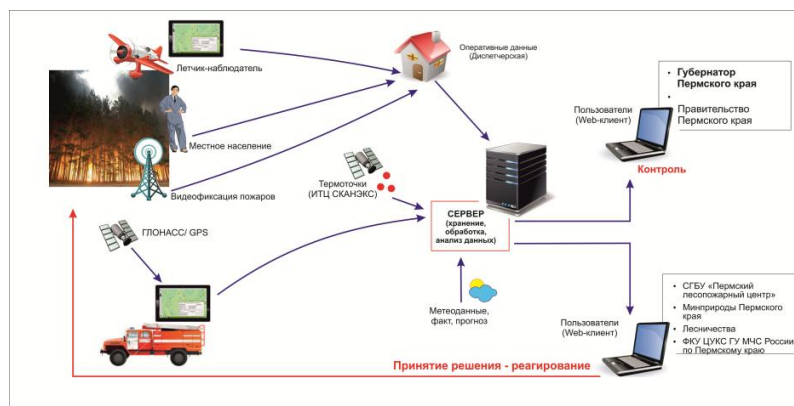 Летчик-наблюдатель
Оперативные данные
(Диспетчерская)
Местное население
Видеофиксация пожаров
Термоточки
(ИТЦ СКАНЭКС)
ГЛОНАСС/ GPS
СЕРВЕР
(хранение,
обработка,
анализ данных)
Метеоданные,
факт, прогноз
Пользователи
(Web-клиент)
• Губернатор
Пермского края
•
• Правительство
Пермского края
Контроль
Пользователи
(Web-клиент)
• СГБУ «Пермский
лесопожарный центр»
• Минприроды Пермского
края
• Лесничества
• ФКУ ЦУКС ГУ МЧС России
по Пермскому краю
Принятие решения - реагирование